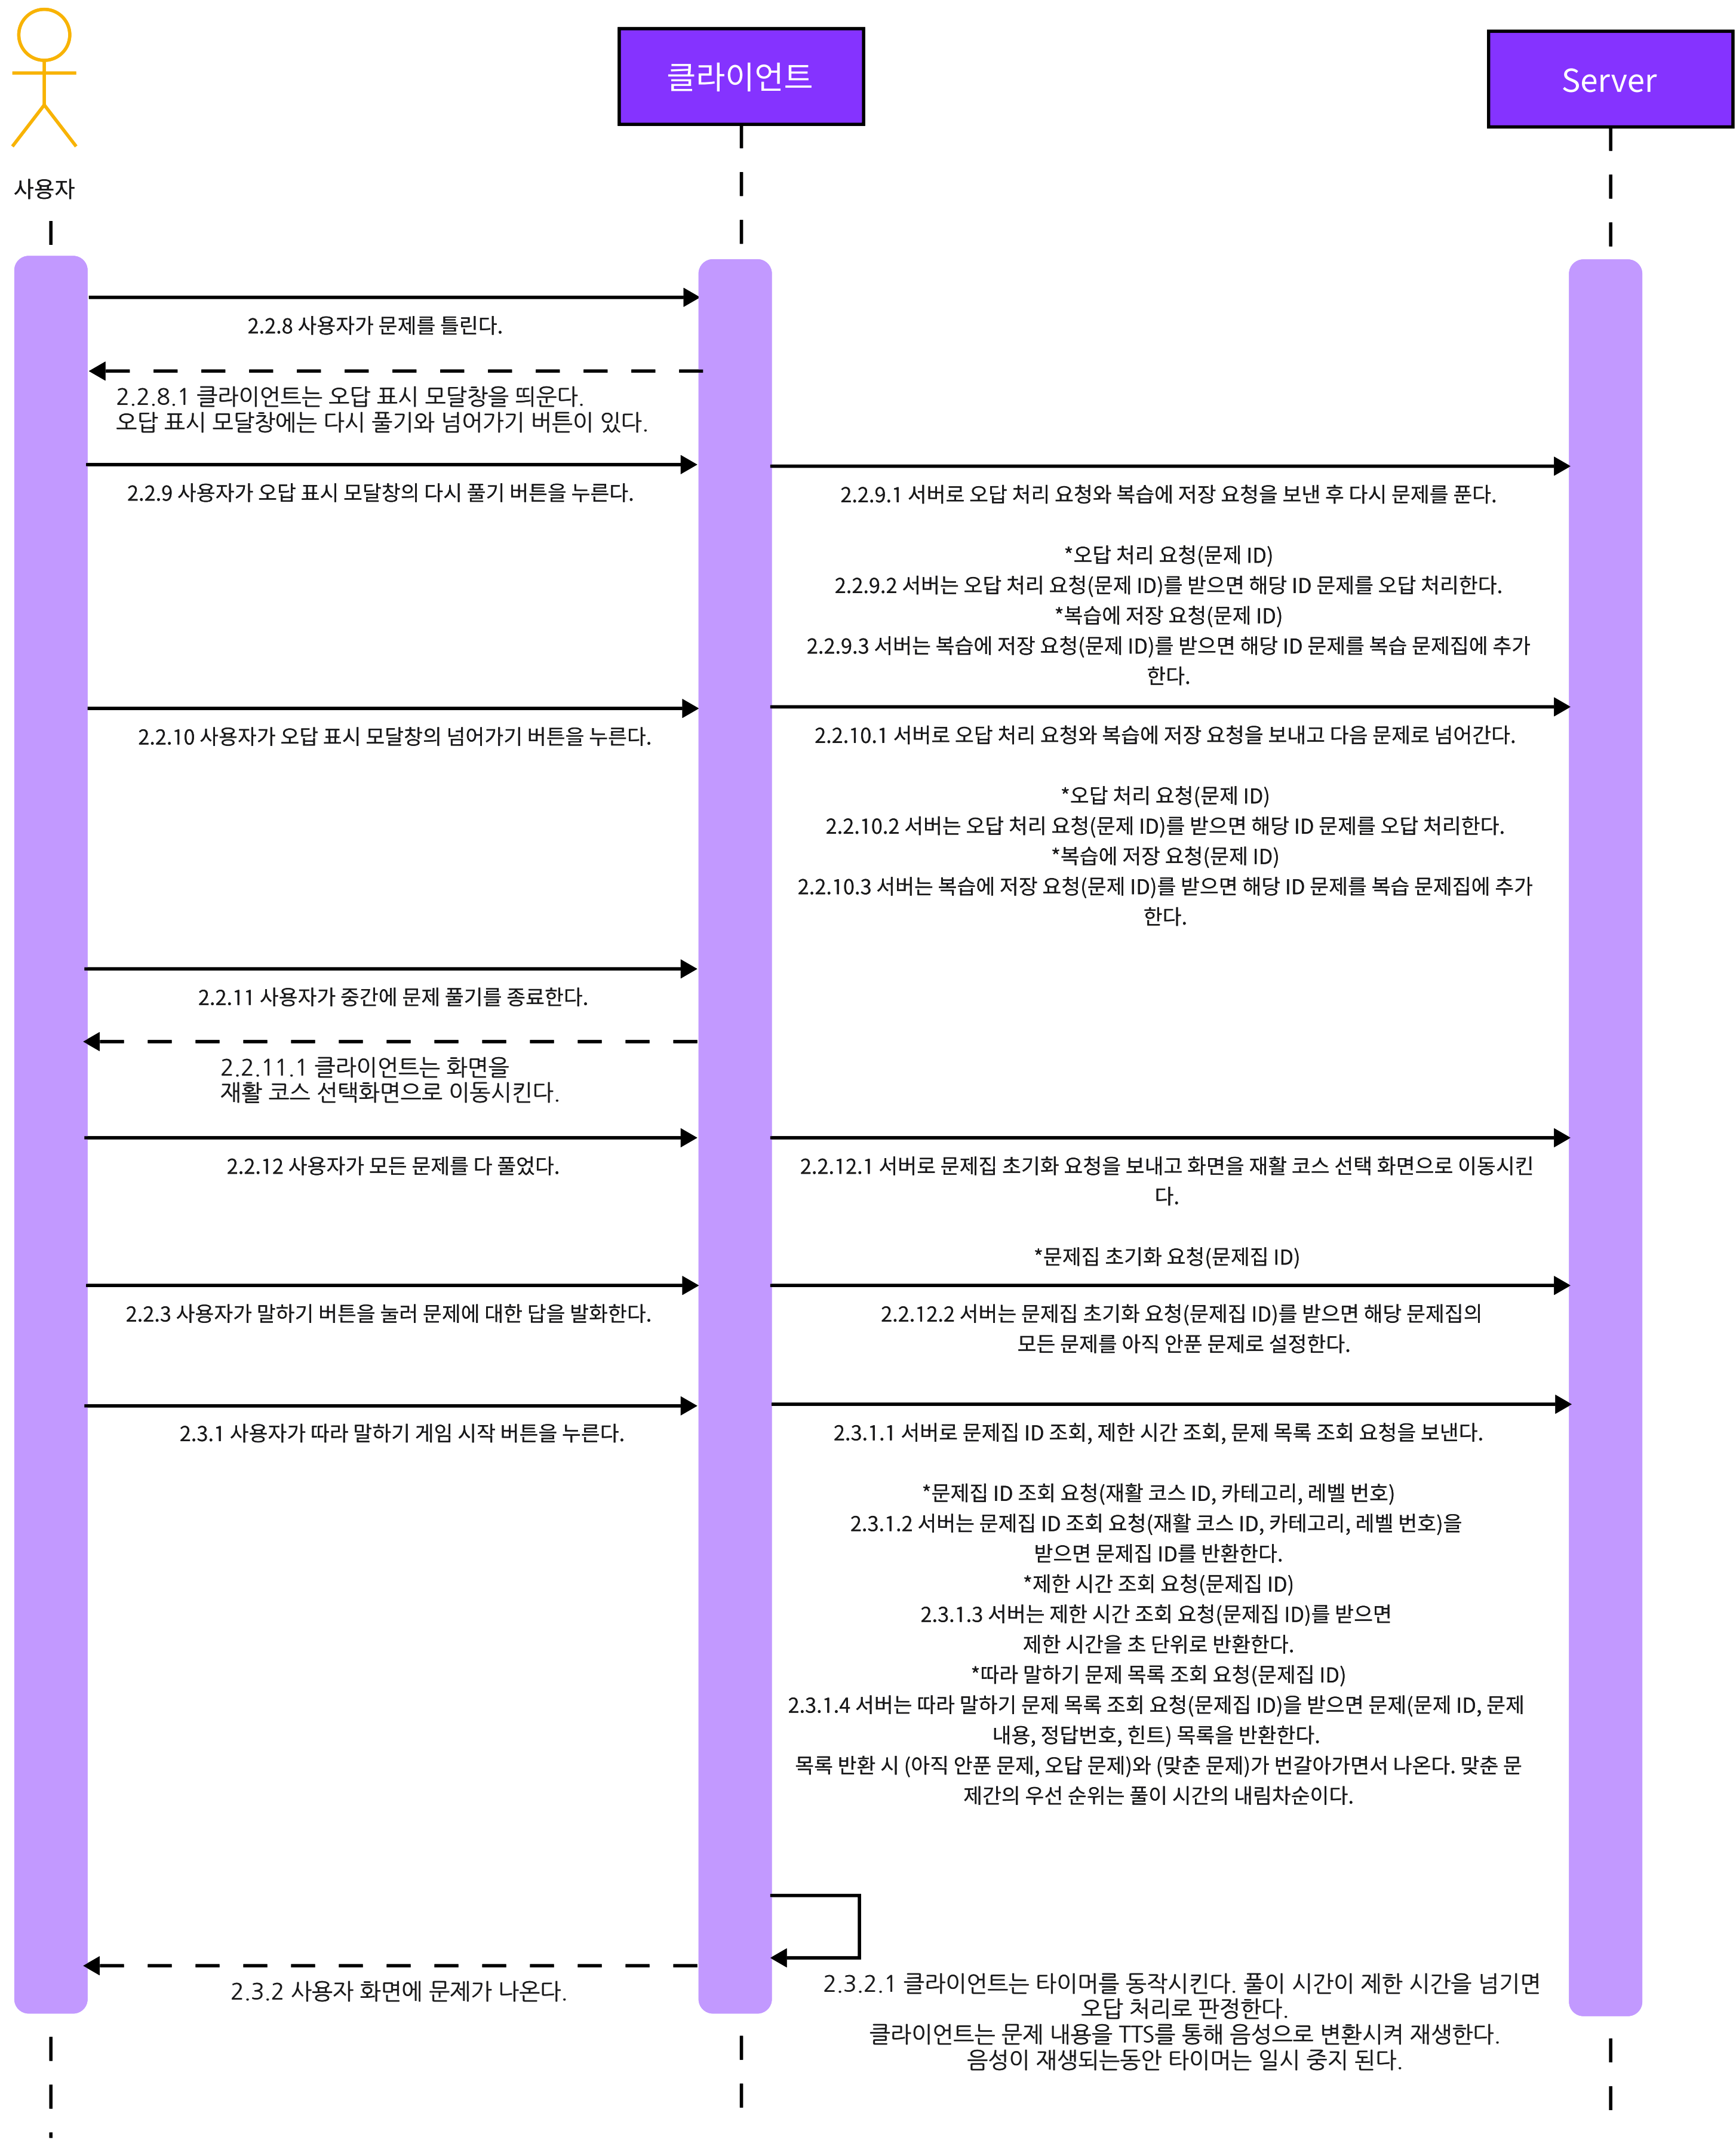 클라이언트
Server
사용자
2.2.8 사용자가 문제를 틀린다.
2.2.8.1 클라이언트는 오답 표시 모달창을 띄운다.
오답 표시 모달창에는 다시 풀기와 넘어가기 버튼이 있다.
2.2.9 사용자가 오답 표시 모달창의 다시 풀기 버튼을 누른다.
2.2.9.1 서버로 오답 처리 요청와 복습에 저장 요청을 보낸 후 다시 문제를 푼다.
*오답 처리 요청(문제 ID)
2.2.9.2 서버는 오답 처리 요청(문제 ID)를 받으면 해당 ID 문제를 오답 처리한다.
*복습에 저장 요청(문제 ID)
2.2.9.3 서버는 복습에 저장 요청(문제 ID)를 받으면 해당 ID 문제를 복습 문제집에 추가
한다.
2.2.10 사용자가 오답 표시 모달창의 넘어가기 버튼을 누른다.
2.2.10.1 서버로 오답 처리 요청와 복습에 저장 요청을 보내고 다음 문제로 넘어간다.
*오답 처리 요청(문제 ID)
2.2.10.2 서버는 오답 처리 요청(문제 ID)를 받으면 해당 ID 문제를 오답 처리한다.
*복습에 저장 요청(문제 ID)
2.2.10.3 서버는 복습에 저장 요청(문제 ID)를 받으면 해당 ID 문제를 복습 문제집에 추가
한다.
2.2.11 사용자가 중간에 문제 풀기를 종료한다.
2.2.11.1 클라이언트는 화면을
재활 코스 선택화면으로 이동시킨다.
2.2.12 사용자가 모든 문제를 다 풀었다.
2.2.12.1 서버로 문제집 초기화 요청을 보내고 화면을 재활 코스 선택 화면으로 이동시킨
다.
*문제집 초기화 요청(문제집 ID)
2.2.3 사용자가 말하기 버튼을 눌러 문제에 대한 답을 발화한다.
2.2.12.2 서버는 문제집 초기화 요청(문제집 ID)를 받으면 해당 문제집의
모든 문제를 아직 안푼 문제로 설정한다.
2.3.1 사용자가 따라 말하기 게임 시작 버튼을 누른다.
2.3.1.1 서버로 문제집 ID 조회, 제한 시간 조회, 문제 목록 조회 요청을 보낸다.
*문제집 ID 조회 요청(재활 코스 ID, 카테고리, 레벨 번호)
2.3.1.2 서버는 문제집 ID 조회 요청(재활 코스 ID, 카테고리, 레벨 번호)을
받으면 문제집 ID를 반환한다.
*제한 시간 조회 요청(문제집 ID)
2.3.1.3 서버는 제한 시간 조회 요청(문제집 ID)를 받으면
제한 시간을 초 단위로 반환한다.
*따라 말하기 문제 목록 조회 요청(문제집 ID)
2.3.1.4 서버는 따라 말하기 문제 목록 조회 요청(문제집 ID)을 받으면 문제(문제 ID, 문제
내용, 정답번호, 힌트) 목록을 반환한다.
목록 반환 시 (아직 안푼 문제, 오답 문제)와 (맞춘 문제)가 번갈아가면서 나온다. 맞춘 문
제간의 우선 순위는 풀이 시간의 내림차순이다.
2.3.2 사용자 화면에 문제가 나온다.
2.3.2.1 클라이언트는 타이머를 동작시킨다. 풀이 시간이 제한 시간을 넘기면
오답 처리로 판정한다.
클라이언트는 문제 내용을 TTS를 통해 음성으로 변환시켜 재생한다.
음성이 재생되는동안 타이머는 일시 중지 된다.